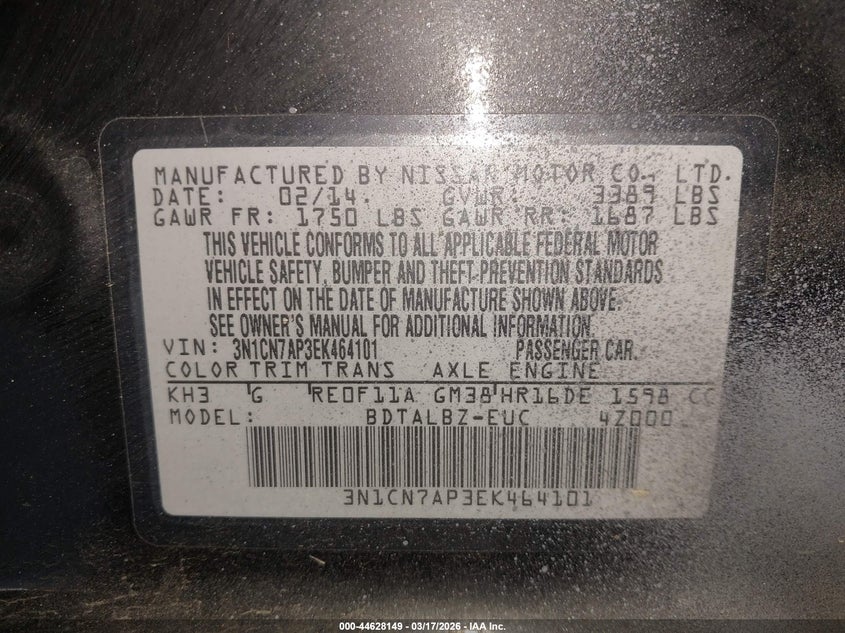 MANUFACTURED BY NISSAN MOTOR CO., LTD.
DATE: 02/14. GVWR: 3389 LBS
GAWR FR: 1750 LBS GAWR RR: 1687 LBS
THIS VEHICLE CONFORMS TO ALL APPLICABLE FEDERAL MOTOR
VEHICLE SAFETY, BUMPER AND THEFT-PREVENTION STANDARDS
IN EFFECT ON THE DATE OF MANUFACTURE SHOWN ABOVE.
SEE OWNER'S MANUAL FOR ADDITIONAL INFORMATION.
VIN: 3N1CN7AP3EK464101 PASSENGER CAR.
COLOR TRIM TRANS AXLE ENGINE
KH3 G RE0F11A GM38 HR16DE 1598 CC
MODEL: BDTALBZ-EUC 4Z000
3N1CN7AP3EK464101
000-44628149 - 03/17/2026 - IAA Inc.